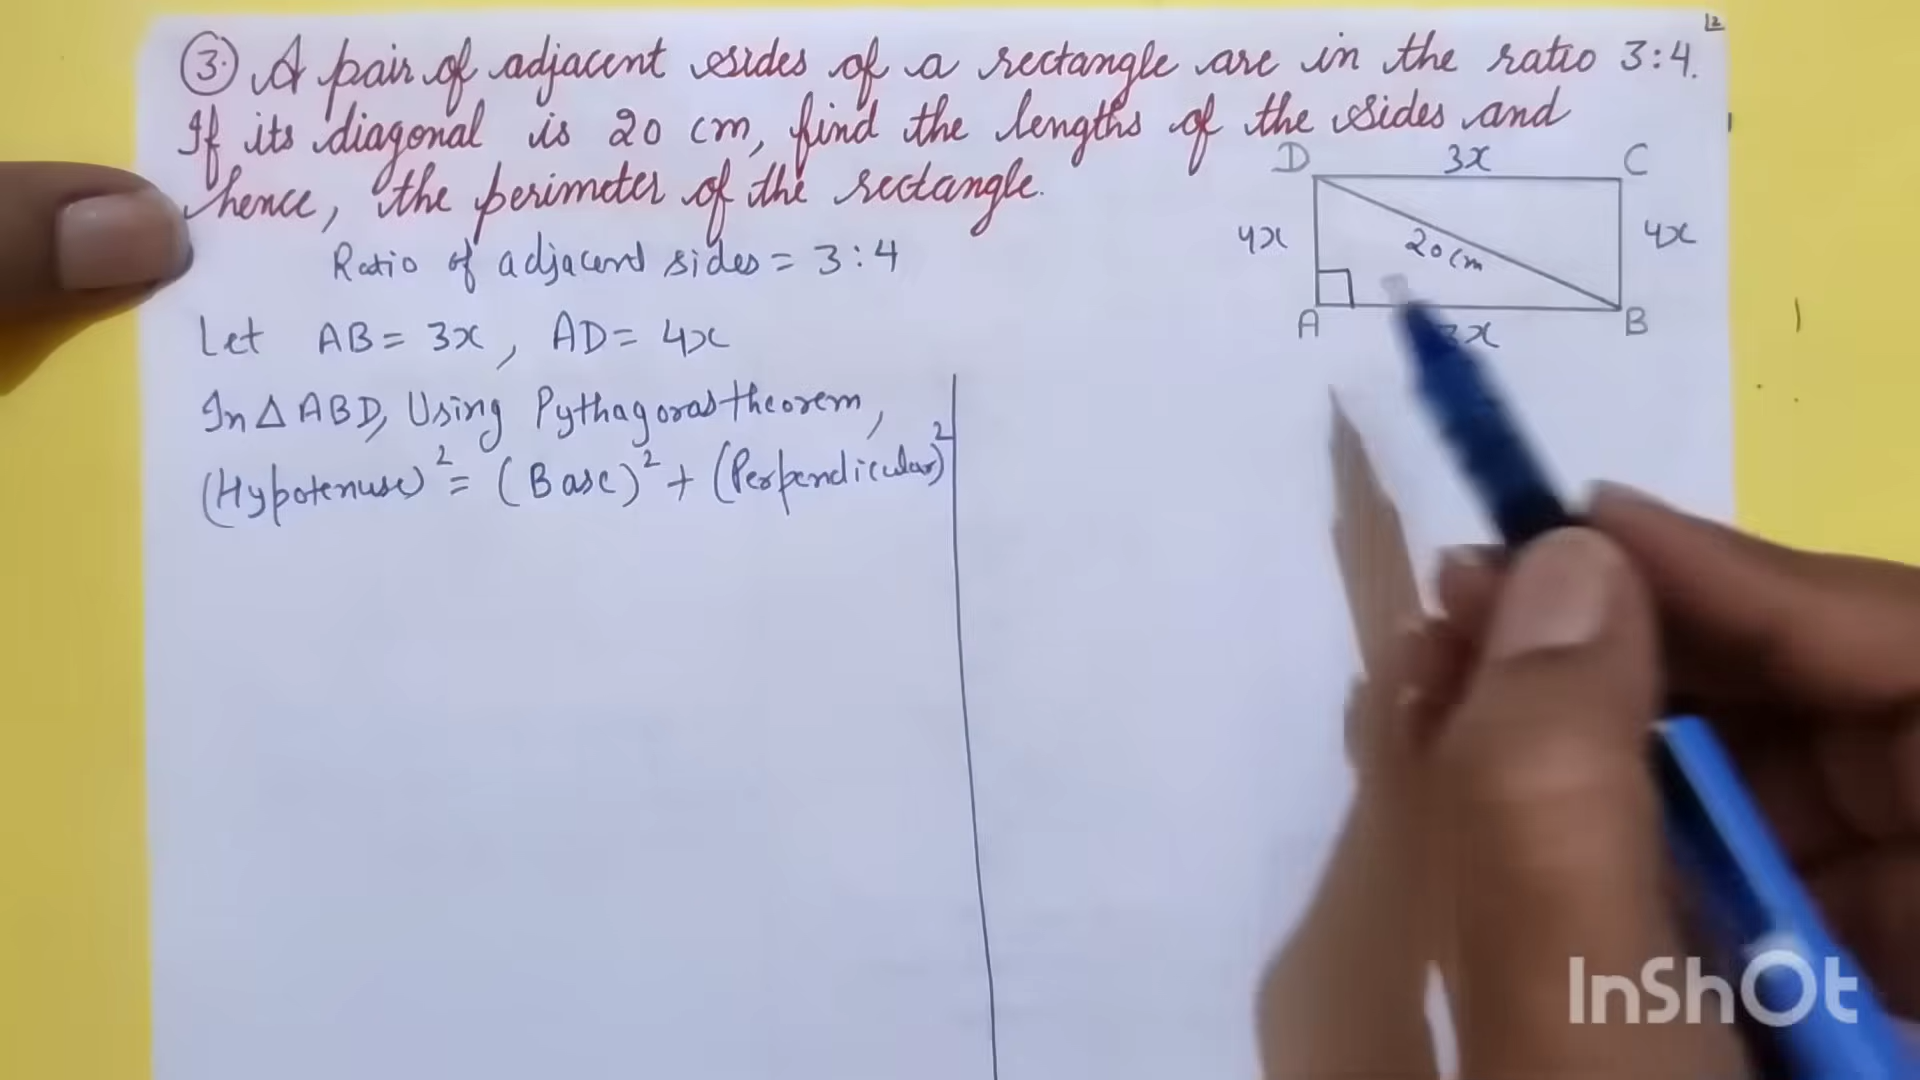 ③ A pair of adjacent sides of a rectangle are in the ratio 3:4.
If its diagonal is 20 cm, find the lengths of the sides and
hence, the perimeter of the rectangle.
D 3x C
4x 20cm 4x
A 3x B
Ratio of adjacent sides = 3:4
Let AB = 3x, AD = 4x
In △ ABD, Using Pythagoras theorem,
(Hypotenuse)² = (Base)² + (Perpendicular)²
InShOt